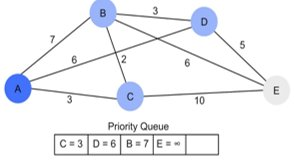 B
3
D
7
6
2
6
5
A
3
C
10
E
Priority Queue
C = 3 D = 6 B = 7 E = ∞